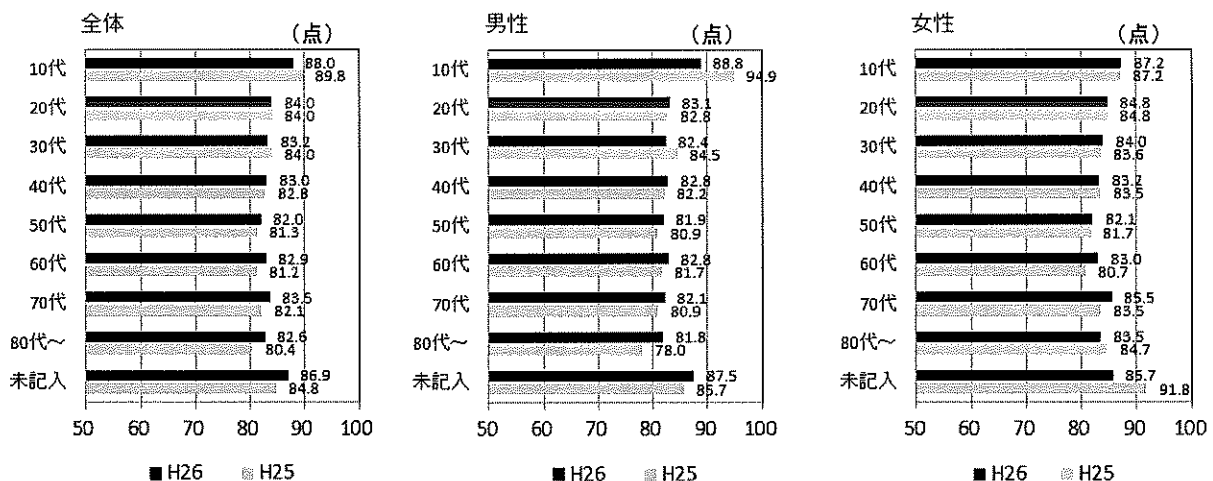 全体
(点)
10代 88.0
89.8
20代 84.0
84.0
30代 83.2
84.0
40代 83.0
82.8
50代 82.0
81.3
60代 82.9
81.2
70代 83.5
82.1
80代～ 82.6
80.4
未記入 86.9
84.8
50 60 70 80 90 100
■H26 ■H25
男性
(点)
10代 88.8
94.9
20代 83.1
82.8
30代 82.4
84.5
40代 82.8
82.2
50代 81.9
80.9
60代 82.8
81.7
70代 82.1
80.9
80代～ 81.8
78.0
未記入 87.5
85.7
50 60 70 80 90 100
■H26 ■H25
女性
(点)
10代 87.2
87.2
20代 84.8
84.8
30代 84.0
83.6
40代 83.2
83.5
50代 82.1
81.7
60代 83.0
80.7
70代 85.5
83.5
80代～ 83.5
84.7
未記入 85.7
91.8
50 60 70 80 90 100
■H26 ■H25